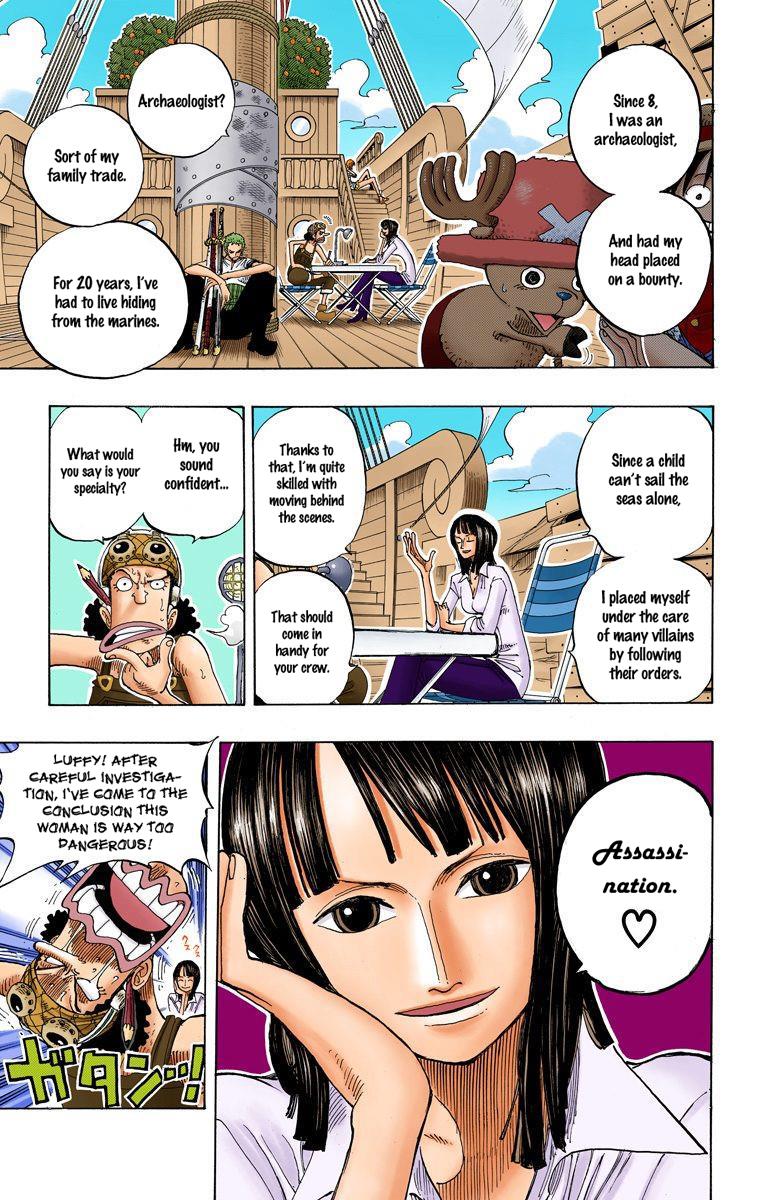 Archaeologist?
Sort of my
family trade.
For 20 years, I've
had to live hiding
from the marines.
Since 8,
I was an
archaeologist,
And had my
head placed
on a bounty.
Since a child
can't sail the
seas alone,
I placed myself
under the care
of many villains
by following
their orders.
Thanks to
that, I'm quite
skilled with
moving behind
the scenes.
That should
come in
handy for
your crew.
Hm, you
sound
confident...
What would
you say is your
specialty?
Assassi-
nation.
♡
LUFFY! AFTER
CAREFUL INVESTIGA-
TION, I'VE COME TO THE
CONCLUSION THIS
WOMAN IS WAY TOO
DANGEROUS!
ガタンッ!